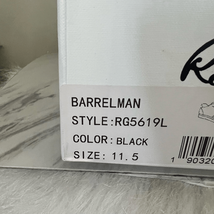 BARRELMAN
STYLE:RG5619L
COLOR: BLACK
SIZE: 11.5